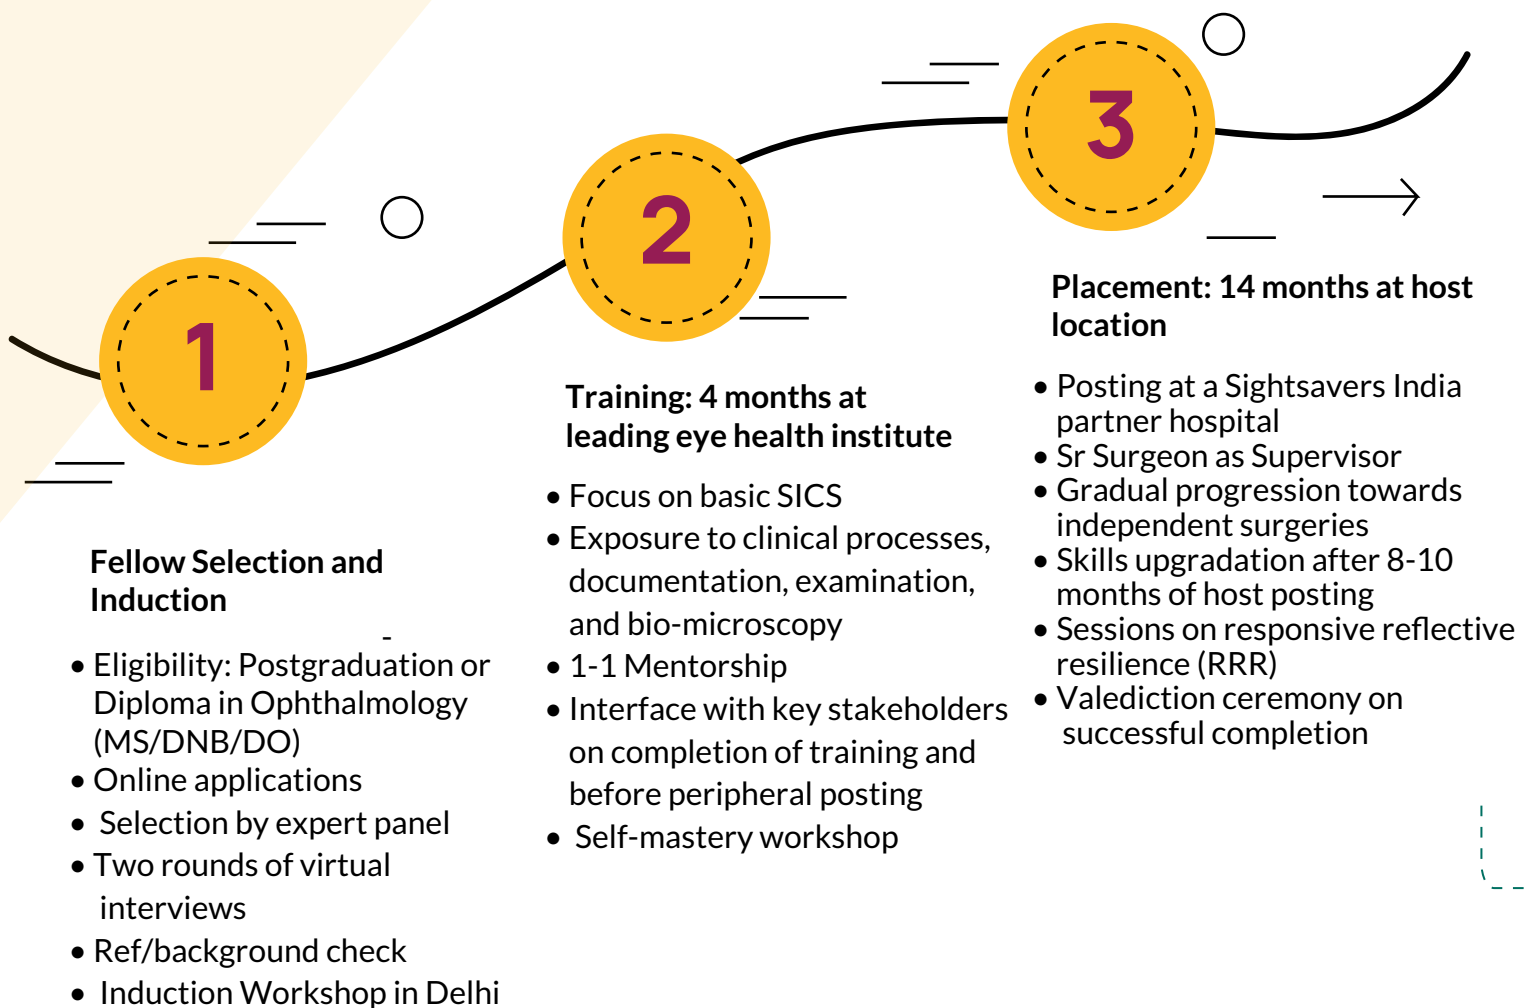 1
Fellow Selection and
Induction
-
• Eligibility: Postgraduation or
Diploma in Ophthalmology
(MS/DNB/DO)
• Online applications
• Selection by expert panel
• Two rounds of virtual
interviews
• Ref/background check
• Induction Workshop in Delhi
2
Training: 4 months at
leading eye health institute
• Focus on basic SICS
• Exposure to clinical processes,
documentation, examination,
and bio-microscopy
• 1-1 Mentorship
• Interface with key stakeholders
on completion of training and
before peripheral posting
• Self-mastery workshop
3
Placement: 14 months at host
location
• Posting at a Sightsavers India
partner hospital
• Sr Surgeon as Supervisor
• Gradual progression towards
independent surgeries
• Skills upgradation after 8-10
months of host posting
• Sessions on responsive reflective
resilience (RRR)
• Valediction ceremony on
successful completion